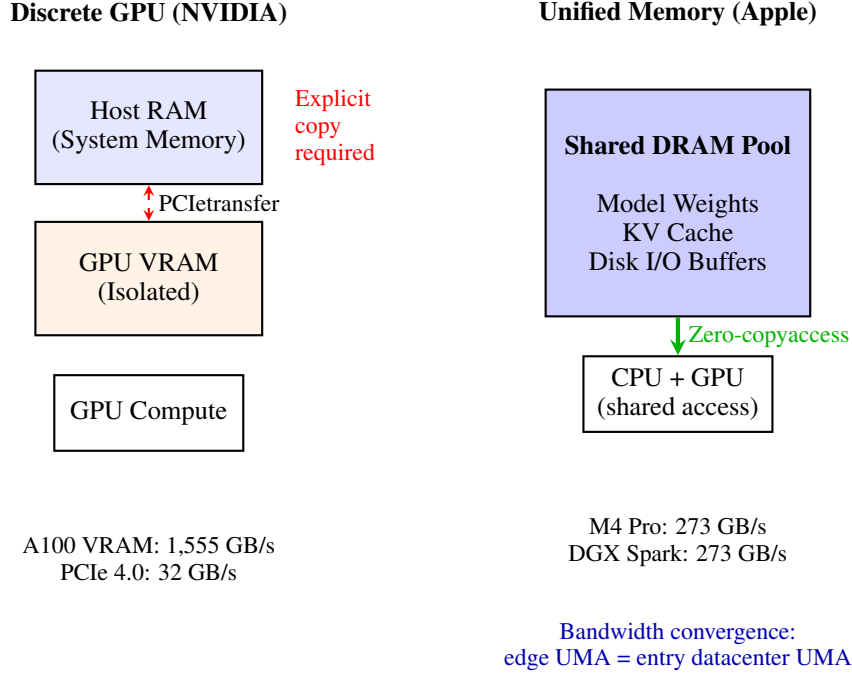 Discrete GPU (NVIDIA)
Host RAM
(System Memory)
Explicit
copy
required
PCIetransfer
GPU VRAM
(Isolated)
GPU Compute
A100 VRAM: 1,555 GB/s
PCIe 4.0: 32 GB/s
Unified Memory (Apple)
Shared DRAM Pool
Model Weights
KV Cache
Disk I/O Buffers
Zero-copyaccess
CPU + GPU
(shared access)
M4 Pro: 273 GB/s
DGX Spark: 273 GB/s
Bandwidth convergence:
edge UMA = entry datacenter UMA